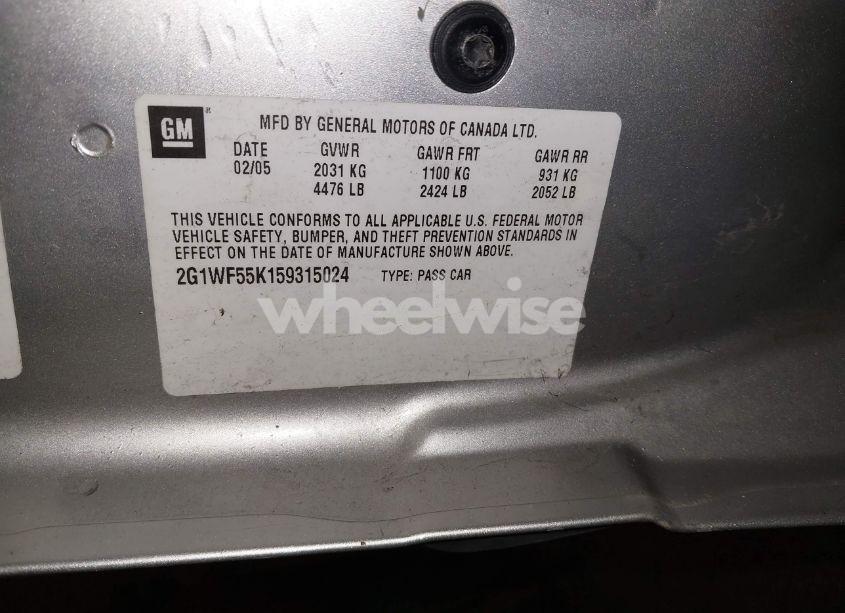 GM
MFD BY GENERAL MOTORS OF CANADA LTD.
DATE GVWR GAWR FRT GAWR RR
02/05 2031 KG 1100 KG 931 KG
4476 LB 2424 LB 2052 LB
THIS VEHICLE CONFORMS TO ALL APPLICABLE U.S. FEDERAL MOTOR
VEHICLE SAFETY, BUMPER, AND THEFT PREVENTION STANDARDS IN
EFFECT ON THE DATE OF MANUFACTURE SHOWN ABOVE.
2G1WF55K159315024 TYPE: PASS CAR
wheelwise